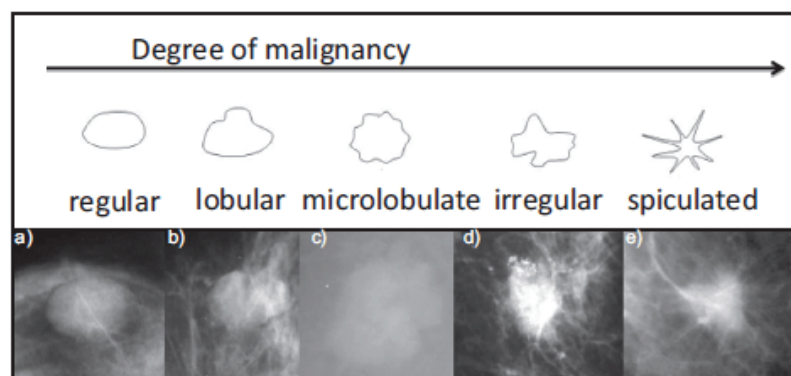 Degree of malignancy
regular lobular microlobulate irregular spiculated
a) b) c) d) e)